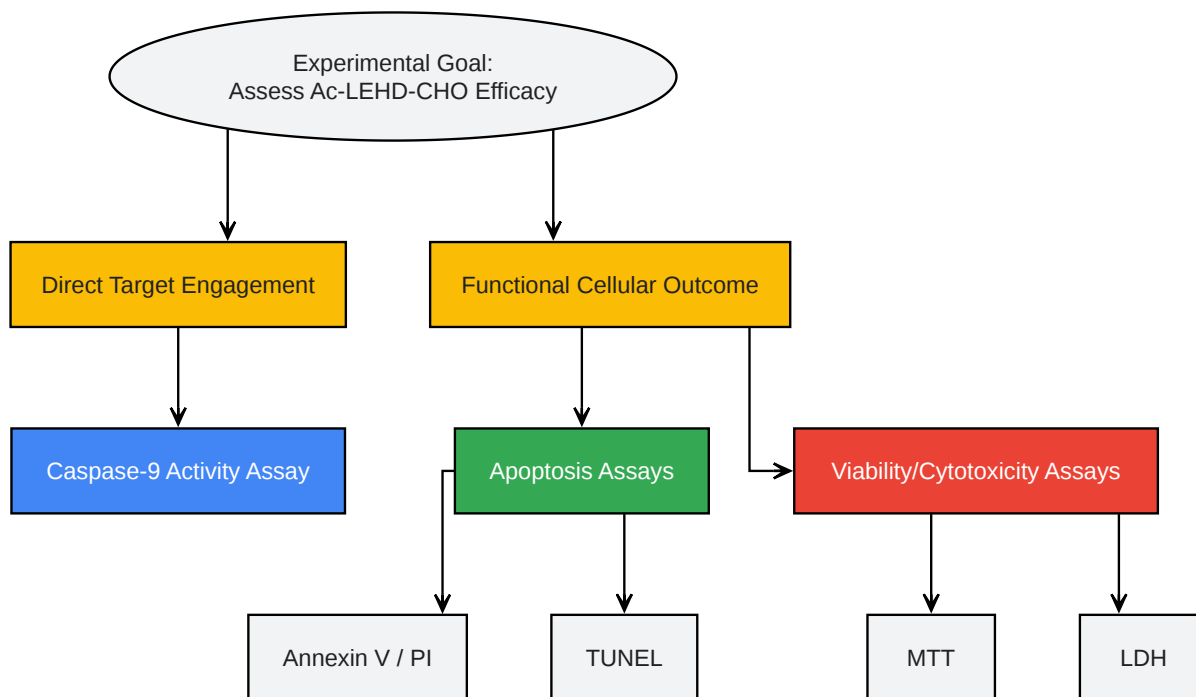 Experimental Goal:
Assess Ac-LEHD-CHO Efficacy
Direct Target Engagement
Functional Cellular Outcome
Caspase-9 Activity Assay
Apoptosis Assays
Viability/Cytotoxicity Assays
Annexin V / PI
TUNEL
MTT
LDH